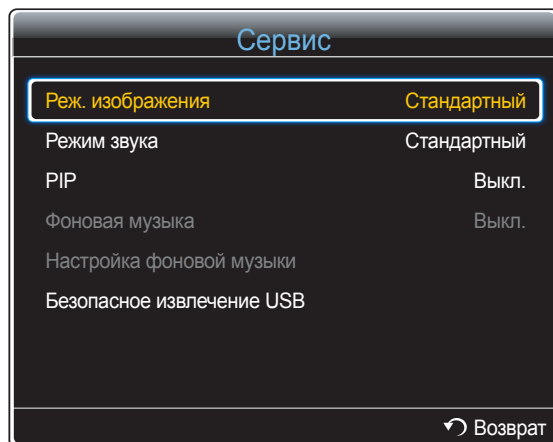 Сервис
Реж. изображения Стандартный
Режим звука Стандартный
PIP Выкл.
Фоновая музыка Выкл.
Настройка фоновой музыки
Безопасное извлечение USB
Возврат